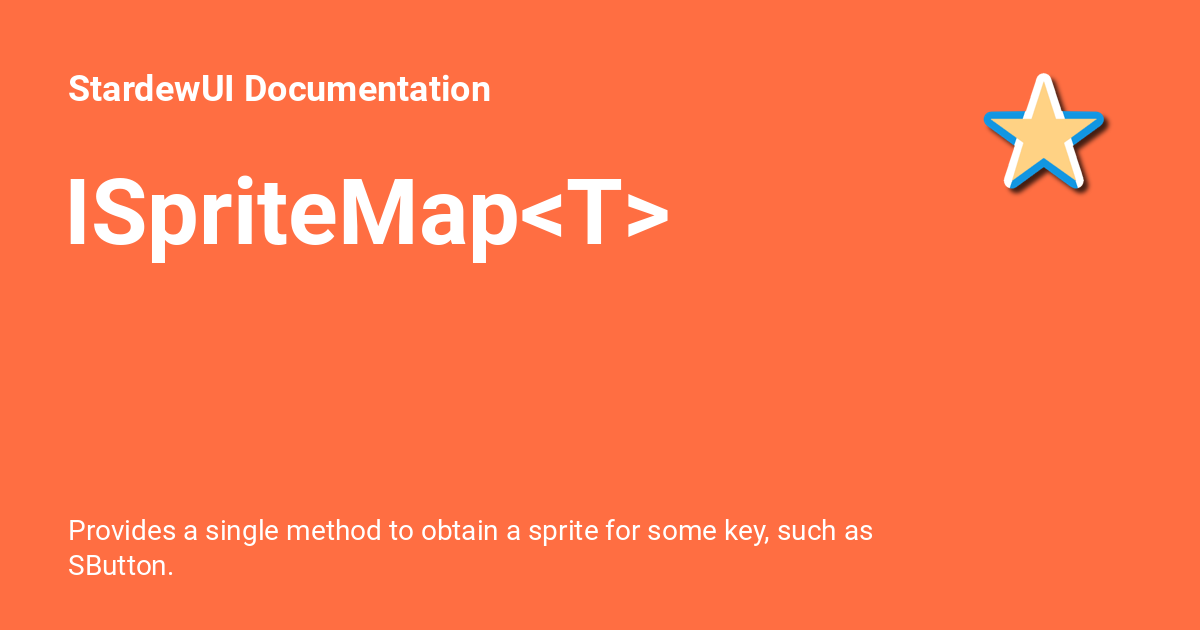 StardewUI Documentation
ISpriteMap<T>
Provides a single method to obtain a sprite for some key, such as
SButton.